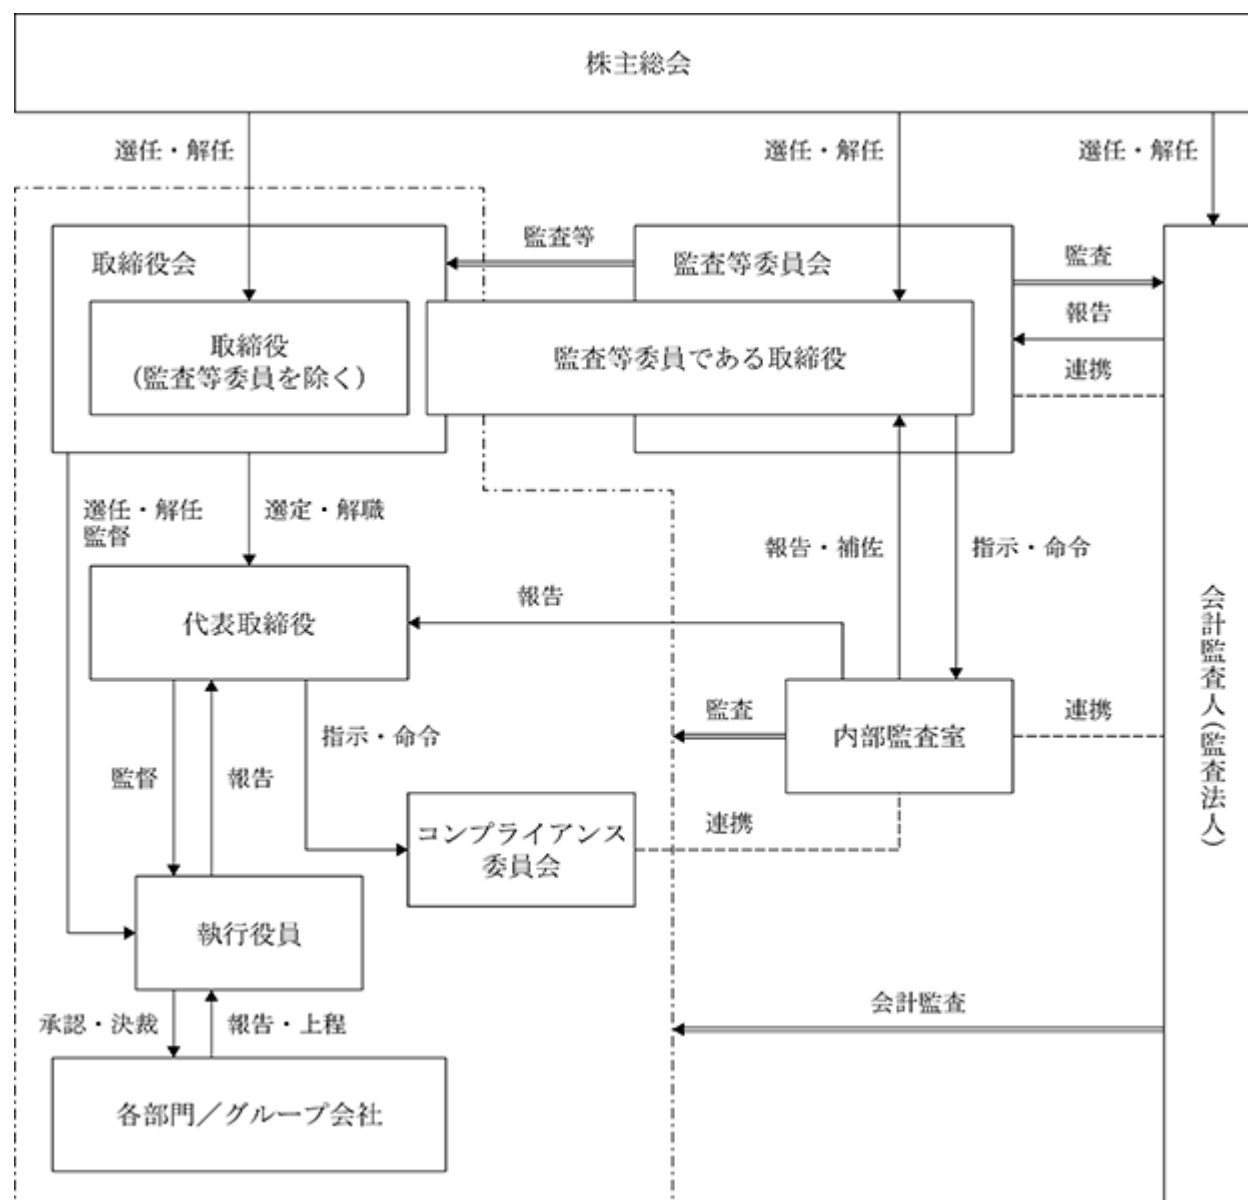 株主総会
選任・解任
選任・解任
選任・解任
取締役会
監査等
監査等委員会
監査
報告
連携
取締役
（監査等委員を除く）
監査等委員である取締役
選任・解任
監督
選定・解職
報告・補佐
指示・命令
代表取締役
報告
会計監査人（監査法人）
指示・命令
監査
内部監査室
連携
監督
報告
コンプライアンス
委員会
連携
執行役員
承認・決裁
報告・上程
会計監査
各部門／グループ会社